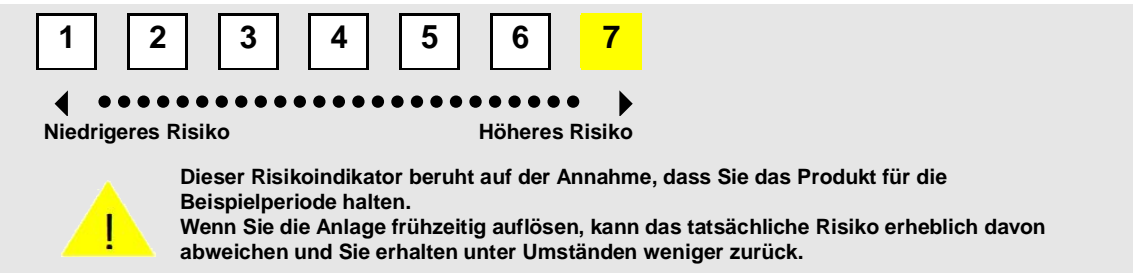 1 2 3 4 5 6 7
Niedrigeres Risiko Höheres Risiko
Dieser Risikoindikator beruht auf der Annahme, dass Sie das Produkt für die
Beispielperiode halten.
Wenn Sie die Anlage frühzeitig auflösen, kann das tatsächliche Risiko erheblich davon
abweichen und Sie erhalten unter Umständen weniger zurück.
!